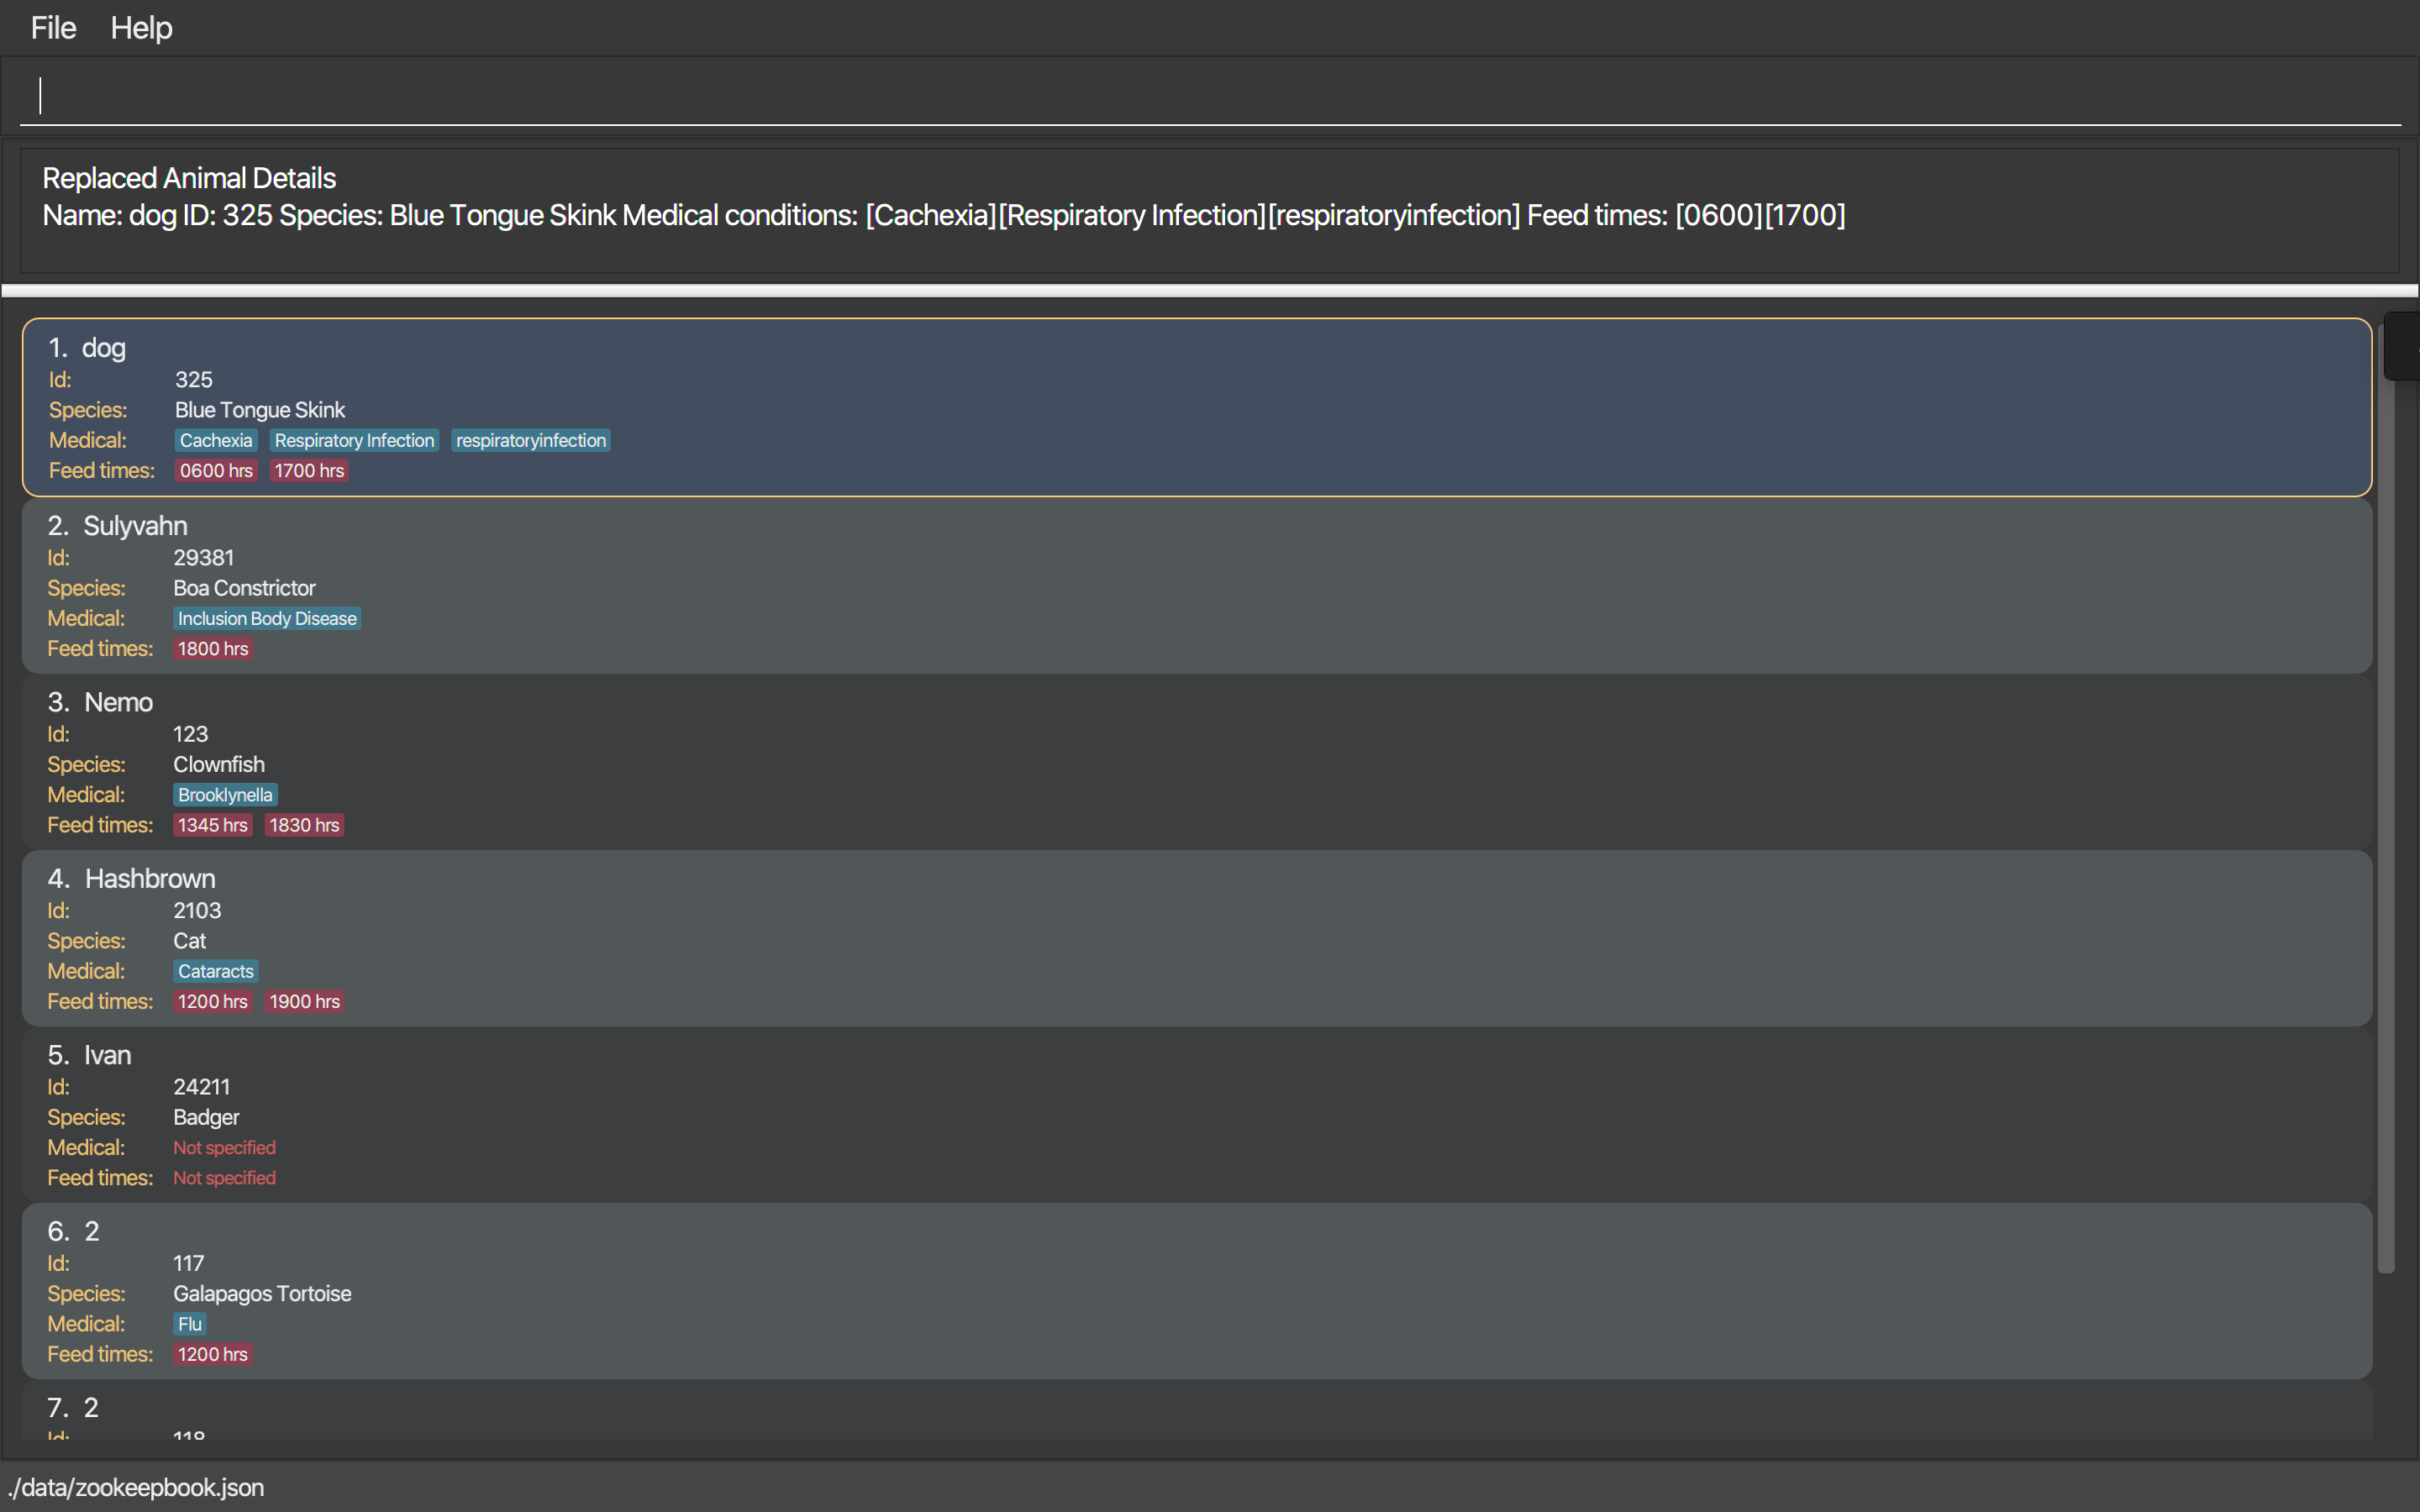 File Help
Replaced Animal Details
Name: dog ID: 325 Species: Blue Tongue Skink Medical conditions: [Cachexia][Respiratory Infection][respiratoryinfection] Feed times: [0600][1700]
1. dog
Id: 325
Species: Blue Tongue Skink
Medical: Cachexia Respiratory Infection respiratoryinfection
Feed times: 0600 hrs 1700 hrs
2. Sulyvahn
Id: 29381
Species: Boa Constrictor
Medical: Inclusion Body Disease
Feed times: 1800 hrs
3. Nemo
Id: 123
Species: Clownfish
Medical: Brooklynella
Feed times: 1345 hrs 1830 hrs
4. Hashbrown
Id: 2103
Species: Cat
Medical: Cataracts
Feed times: 1200 hrs 1900 hrs
5. Ivan
Id: 24211
Species: Badger
Medical: Not specified
Feed times: Not specified
6. 2
Id: 117
Species: Galapagos Tortoise
Medical: Flu
Feed times: 1200 hrs
7. 2
Id: 118
./data/zookeepbook.json